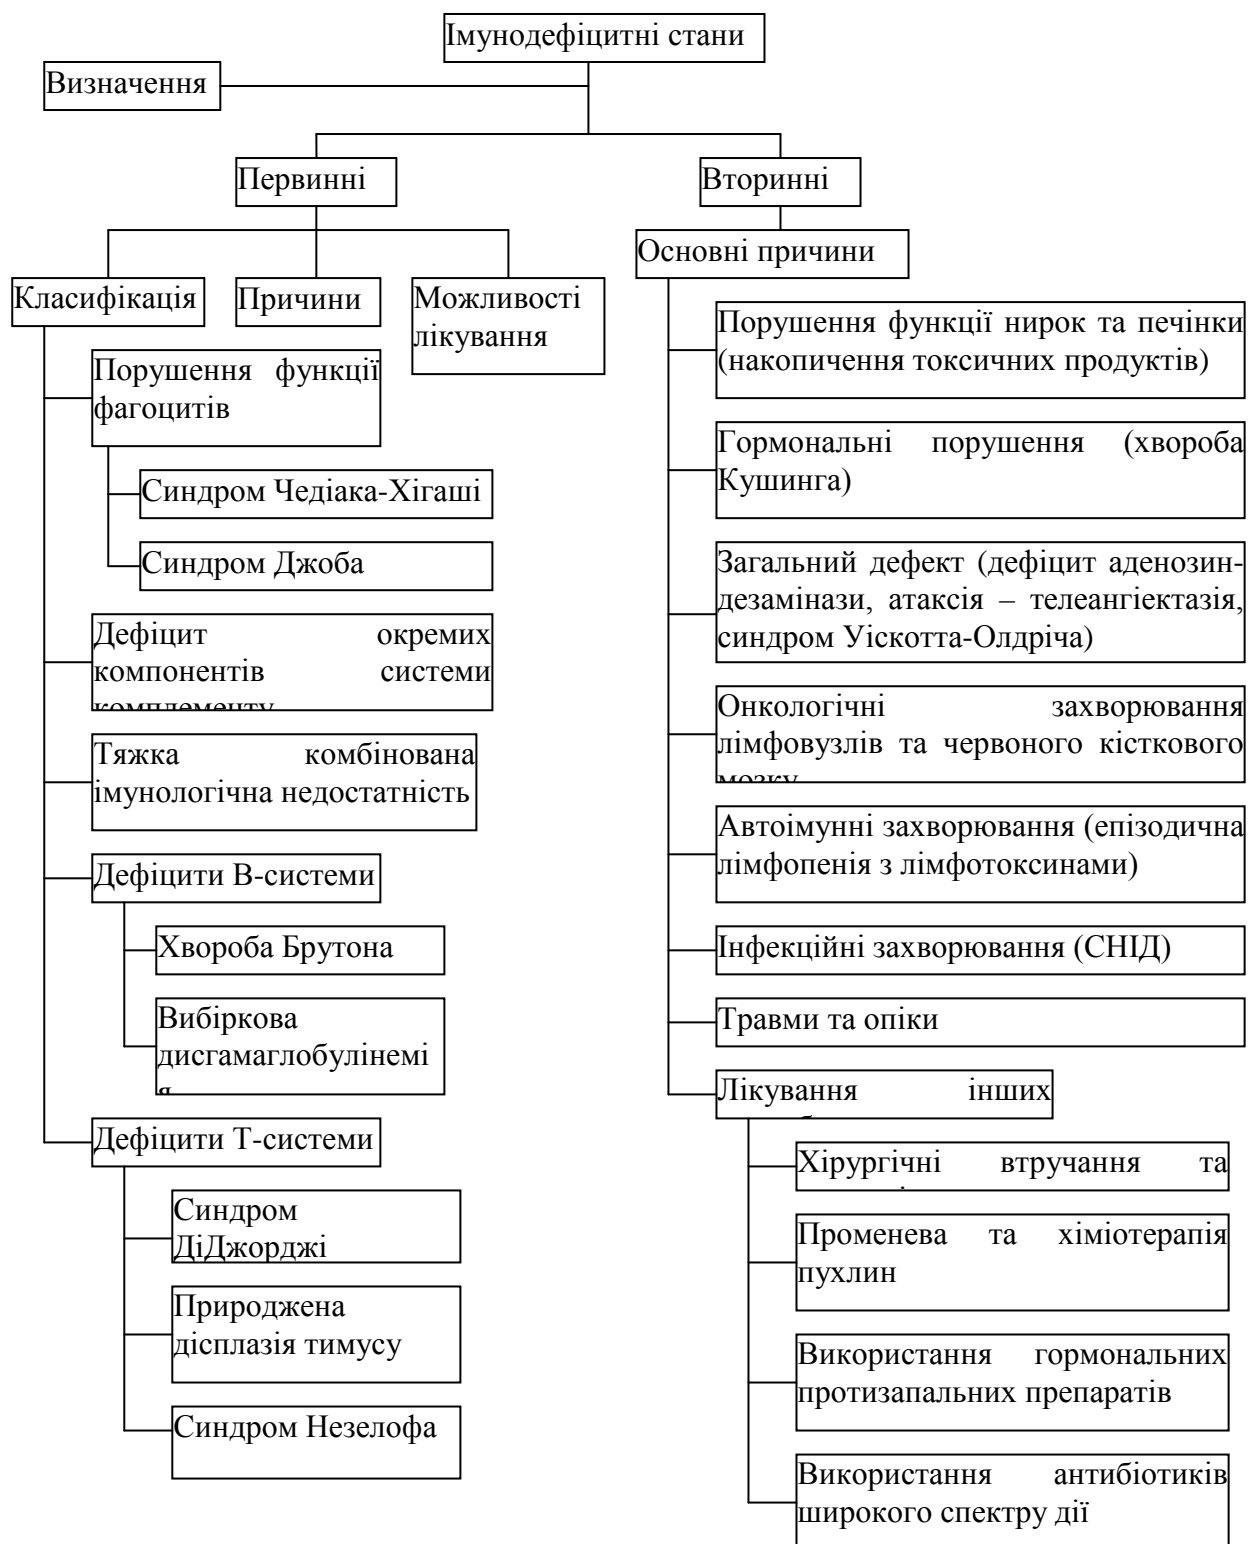 Імунодефіцитні стани
Визначення
Первинні
Вторинні
Класифікація
Причини
Можливості
лікування
Порушення функції
фагоцитів
Синдром Чедіака-Хігаші
Синдром Джоба
Дефіцит окремих
компонентів системи
комплементу
Тяжка комбінована
імунологічна недостатність
Дефіцити В-системи
Хвороба Брутона
Вибіркова
дисгамаглобулінемі
я
Дефіцити Т-системи
Синдром
ДіДжорджі
Природжена
дісплазія тимусу
Синдром Незелофа
Основні причини
Порушення функції нирок та печінки
(накопичення токсичних продуктів)
Гормональні порушення (хвороба
Кушинга)
Загальний дефект (дефіцит аденозин-
дезамінази, атаксія – телеангіектазія,
синдром Уіскотта-Олдріча)
Онкологічні захворювання
лімфовузлів та червоного кісткового
мозку
Автоімунні захворювання (епізодична
лімфопенія з лімфотоксинами)
Інфекційні захворювання (СНІД)
Травми та опіки
Лікування інших
Хірургічні втручання та
Променева та хіміотерапія
пухлин
Використання гормональних
протизапальних препаратів
Використання антибіотиків
широкого спектру дії